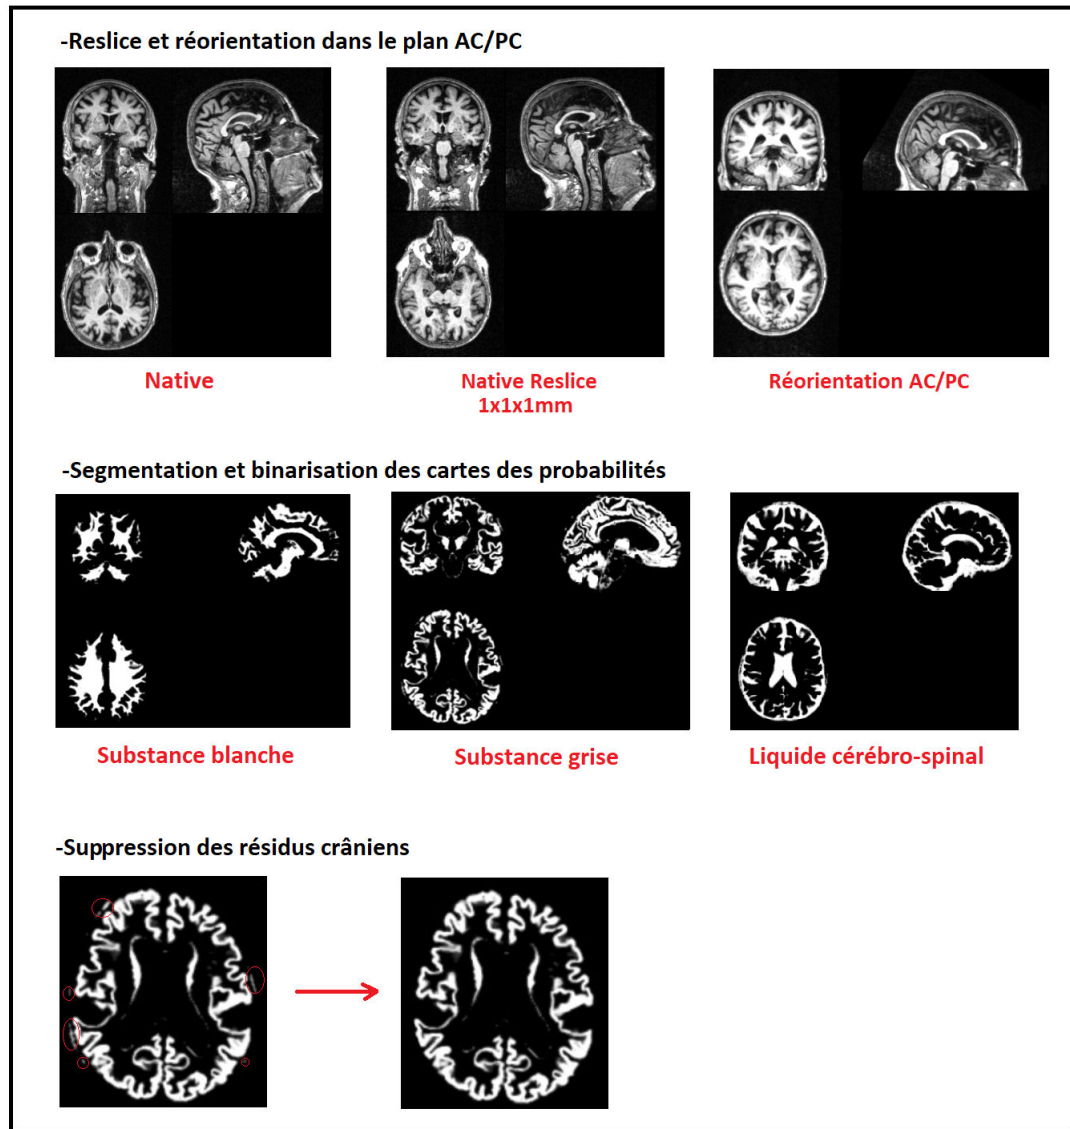 -Reslice et réorientation dans le plan AC/PC
Native
Native Reslice
1x1x1mm
Réorientation AC/PC
-Segmentation et binarisation des cartes des probabilités
Substance blanche
Substance grise
Liquide cérébro-spinal
-Suppression des résidus crâniens